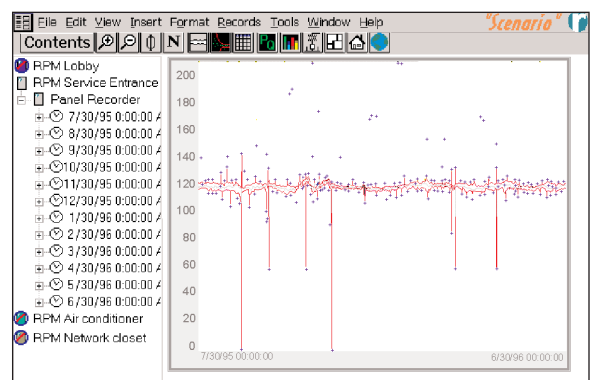 File Edit View Insert Format Records Tools Window Help
"Scenario"
Contents N PQ
RPM Lobby
RPM Service Entrance
Panel Recorder
7/30/95 0:00:00 A
8/30/95 0:00:00 A
9/30/95 0:00:00 A
10/30/95 0:00:00 A
11/30/95 0:00:00 A
12/30/95 0:00:00 A
1/30/96 0:00:00 A
2/30/96 0:00:00 A
3/30/96 0:00:00 A
4/30/96 0:00:00 A
5/30/96 0:00:00 A
6/30/96 0:00:00 A
RPM Air conditioner
RPM Network closet
200
180
160
140
120
100
80
60
40
20
0
7/30/95 00:00:00
6/30/96 00:00:00